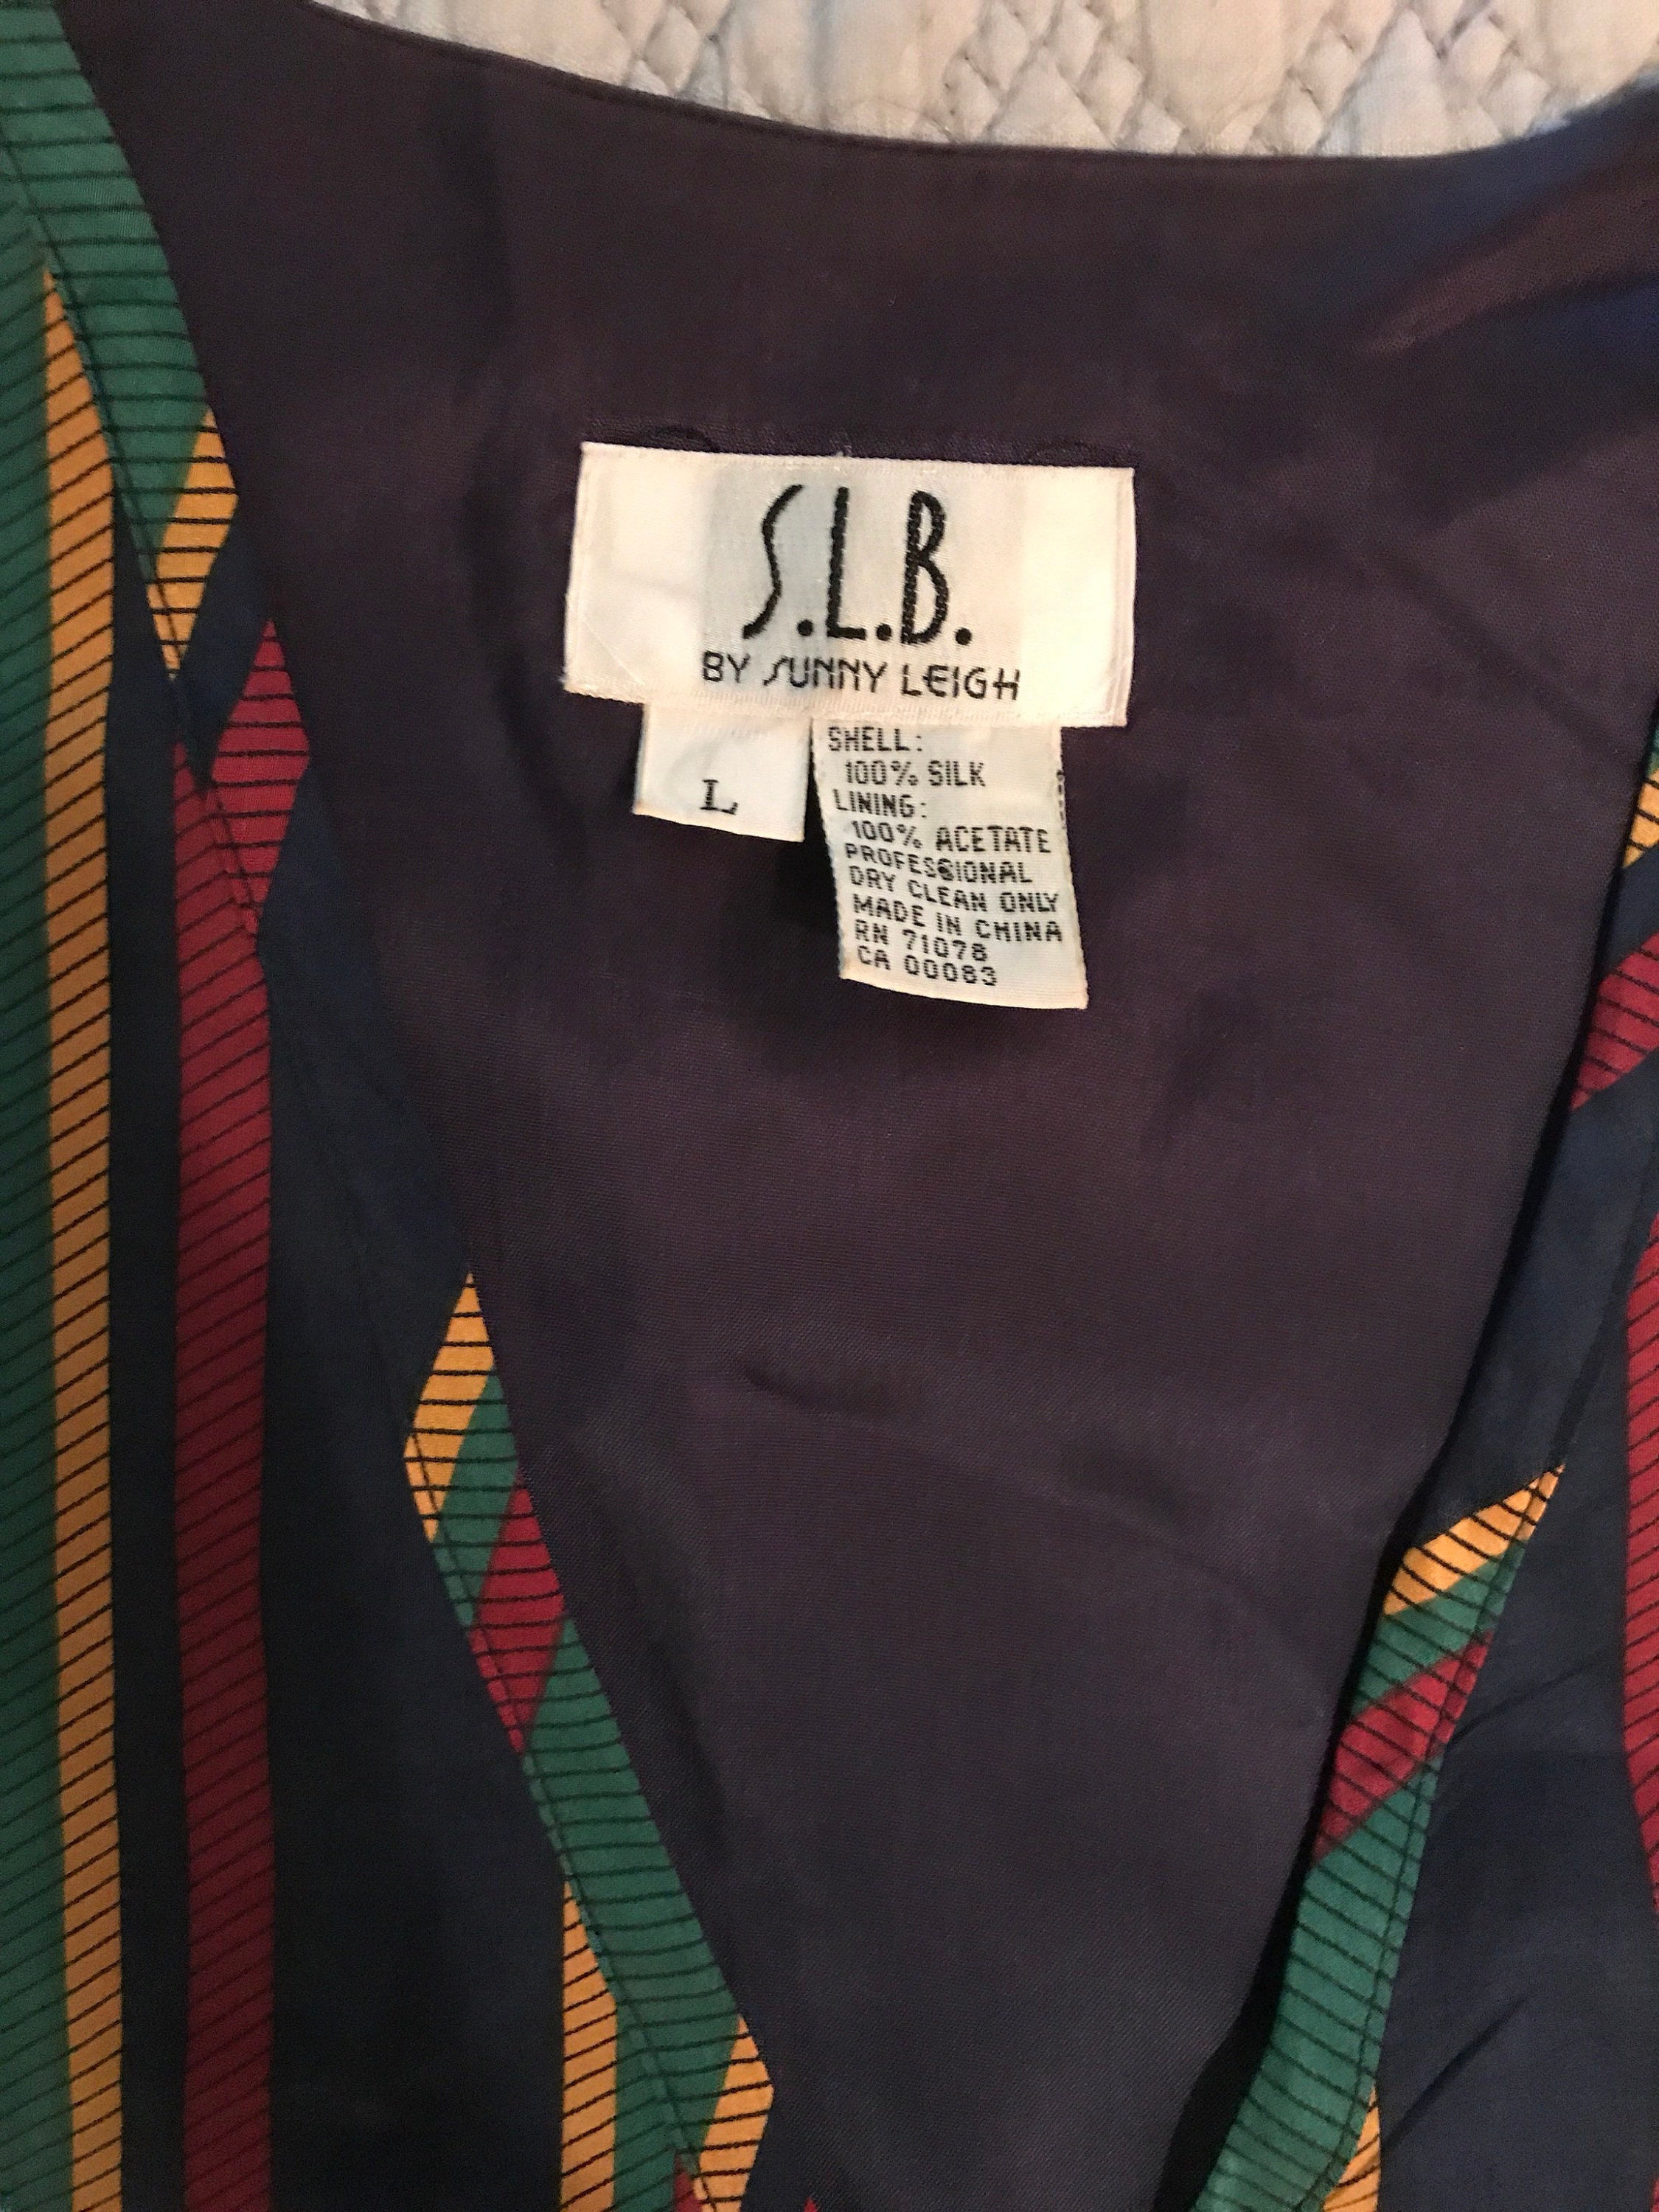 S.L.B.
BY SUNNY LEIGH
L
SHELL:
100% SILK
LINING:
100% ACETATE
PROFESSIONAL
DRY CLEAN ONLY
MADE IN CHINA
RN 71078
CA 00083